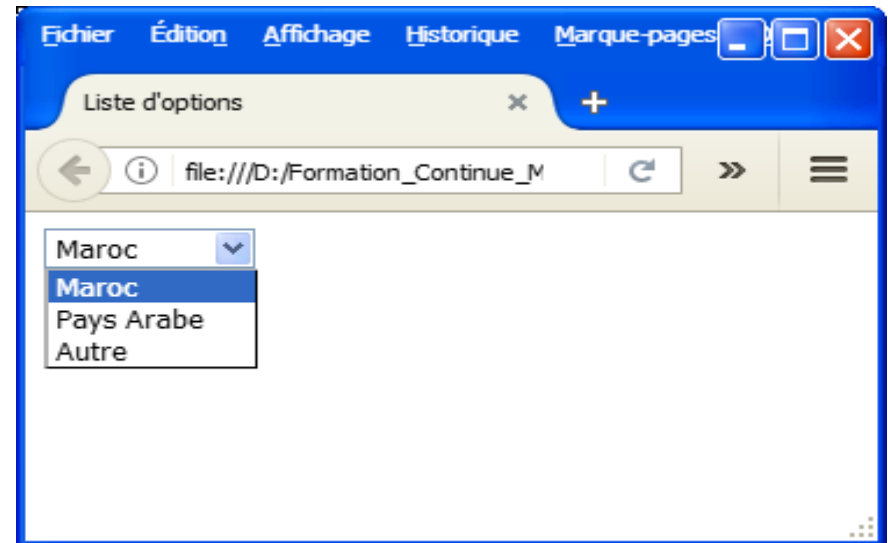 Fichier Édition Affichage Historique Marque-pages
Liste d'options
file:///D:/Formation_Continue_M
Maroc
Maroc
Pays Arabe
Autre